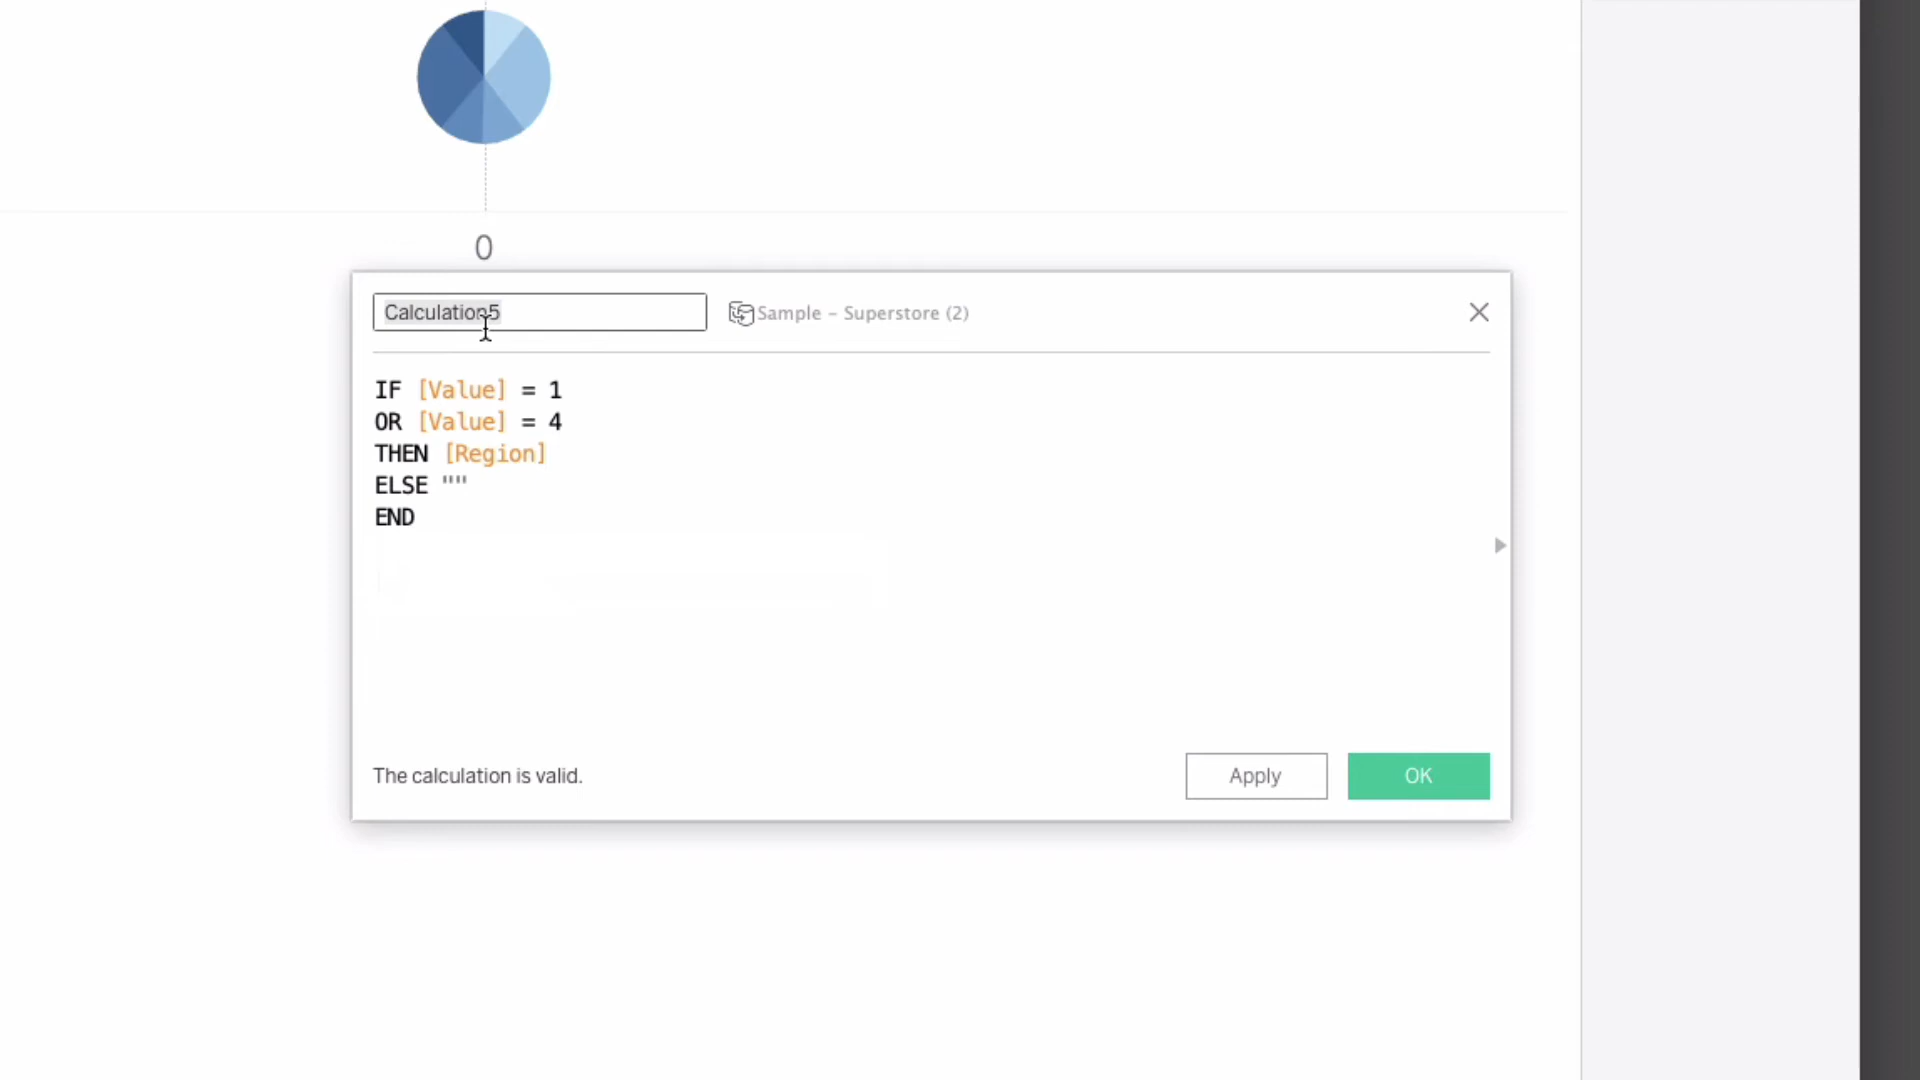 0
Calculation5
Sample – Superstore (2)
IF [Value] = 1
OR [Value] = 4
THEN [Region]
ELSE ""
END
The calculation is valid.
Apply
OK